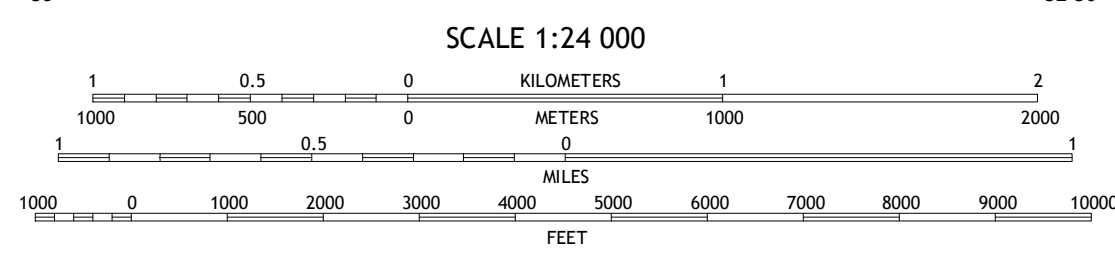 SCALE 1:24 000
1 0.5 0 KILOMETERS 1 2
1000 500 0 METERS 1000 2000
1 0.5 0 1
MILES
1000 0 1000 2000 3000 4000 5000 6000 7000 8000 9000 10000
FEET